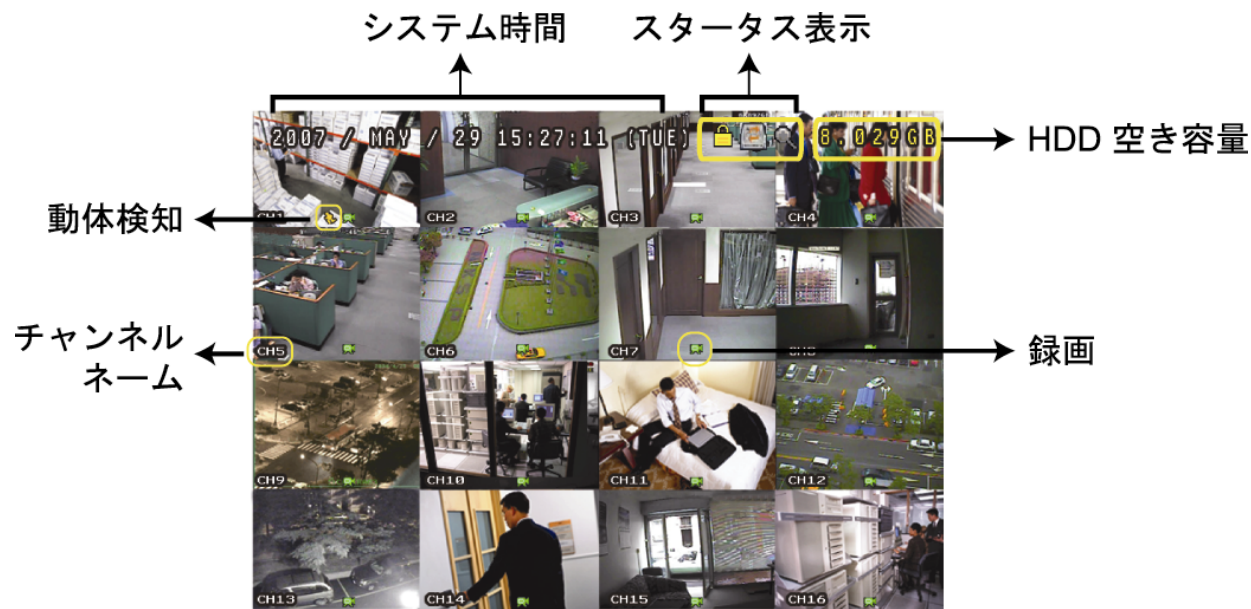 システム時間
スタータス表示
2007 / MAY / 29 15:27:11 (TUE)
8.029GB
HDD 空き容量
動体検知
CH1
CH2
CH3
CH4
チャンネル
ネーム
CH5
CH6
CH7
録画
CH9
CH10
CH11
CH12
CH13
CH14
CH15
CH16